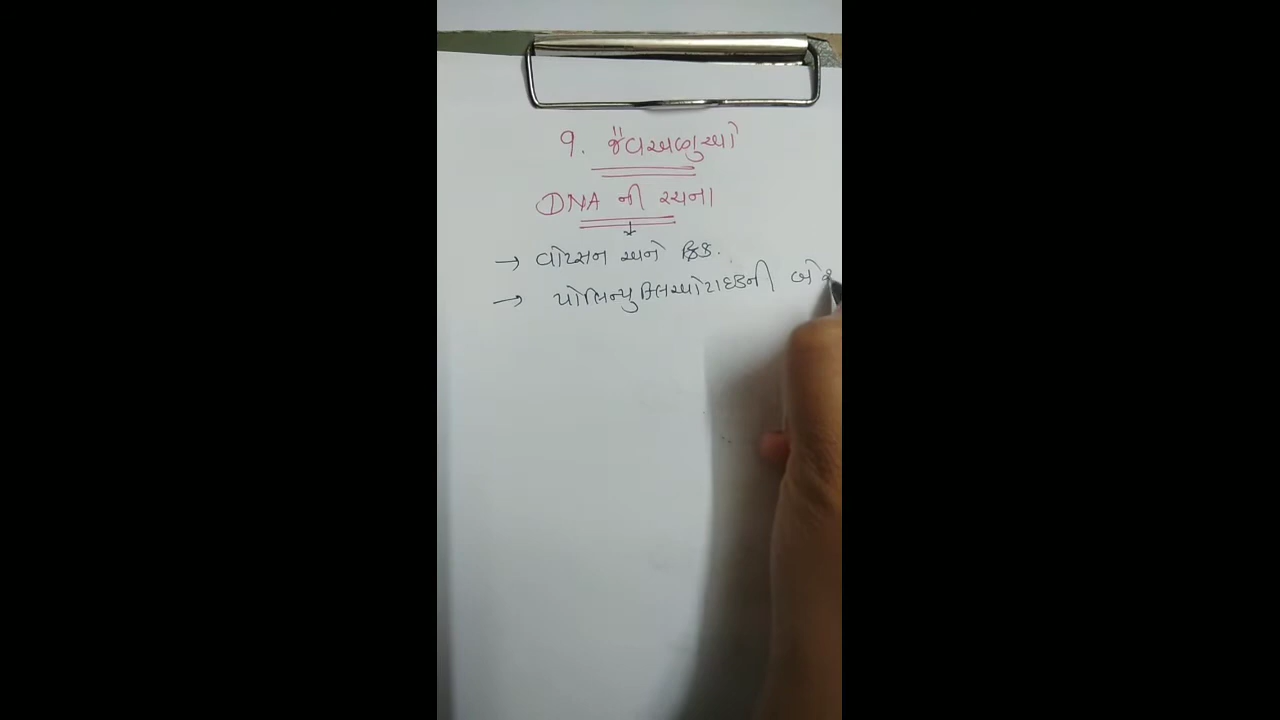 9. જૈવઅણુઓ
DNA ની રચના
→ વોટસન અને ક્રિક.
→ પોલિન્યુક્લિઓટાઇડની બે